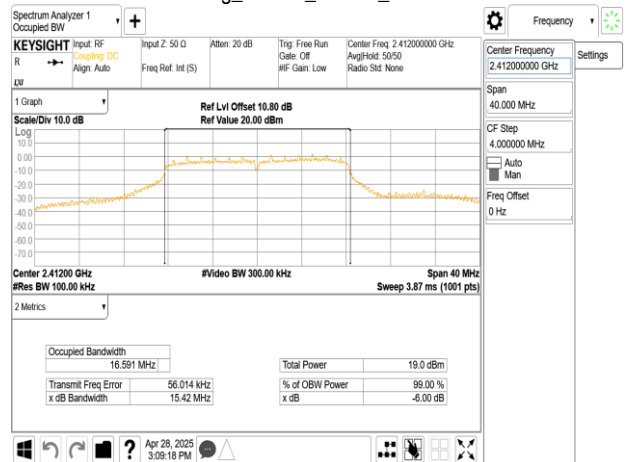 Spectrum Analyzer 1
Occupied BW
KEYSIGHT
R
LXI
Input: RF
Coupling: DC
Align: Auto
Input Z: 50 Ω
Freq Ref: Int (S)
Atten: 20 dB
Trig: Free Run
Gate: Off
#IF Gain: Low
Center Freq: 2.412000000 GHz
Avg|Hold: 50/50
Radio Std: None
1 Graph
Scale/Div 10.0 dB
Ref Lvl Offset 10.80 dB
Ref Value 20.00 dBm
Log
10.0
0.00
-10.0
-20.0
-30.0
-40.0
-50.0
-60.0
-70.0
Center 2.41200 GHz
#Res BW 100.00 kHz
#Video BW 300.00 kHz
Span 40 MHz
Sweep 3.87 ms (1001 pts)
2 Metrics
Occupied Bandwidth
16.591 MHz
Transmit Freq Error 56.014 kHz
x dB Bandwidth 15.42 MHz
Total Power 19.0 dBm
% of OBW Power 99.00 %
x dB -6.00 dB
?
Apr 28, 2025
3:09:18 PM
Frequency
Settings
Center Frequency
2.412000000 GHz
Span
40.000 MHz
CF Step
4.000000 MHz
Auto
Man
Freq Offset
0 Hz